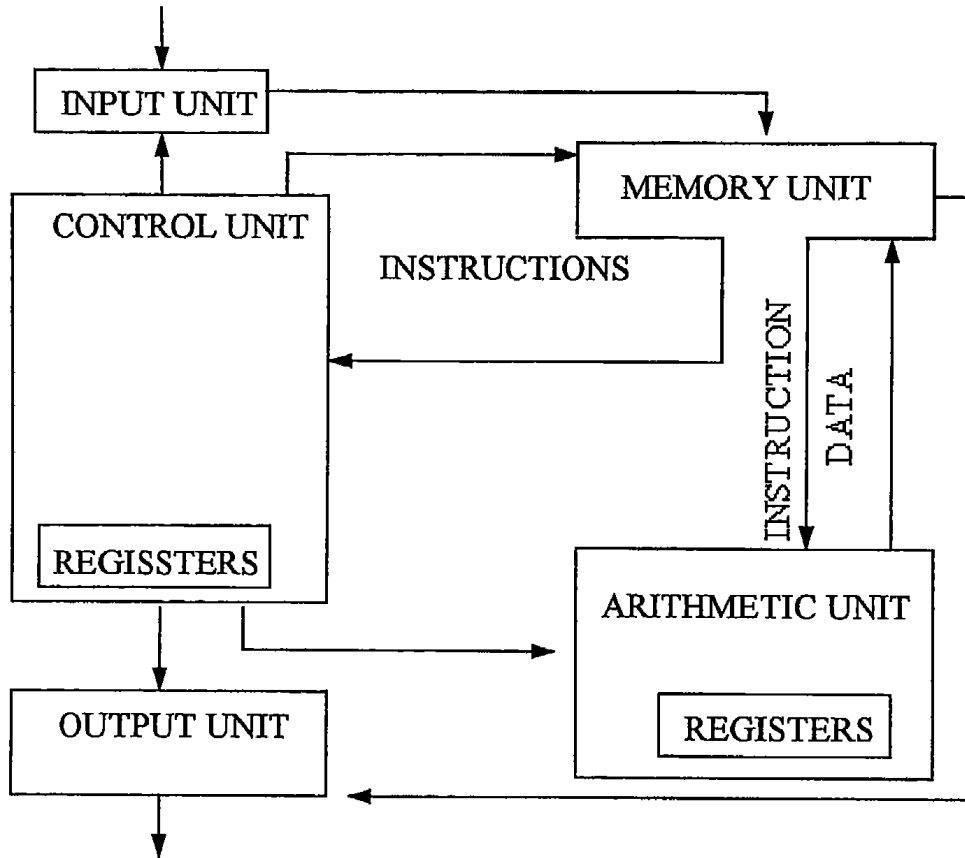 INPUT UNIT
MEMORY UNIT
CONTROL UNIT
INSTRUCTIONS
INSTRUCTION
DATA
REGISSTERS
ARITHMETIC UNIT
OUTPUT UNIT
REGISTERS